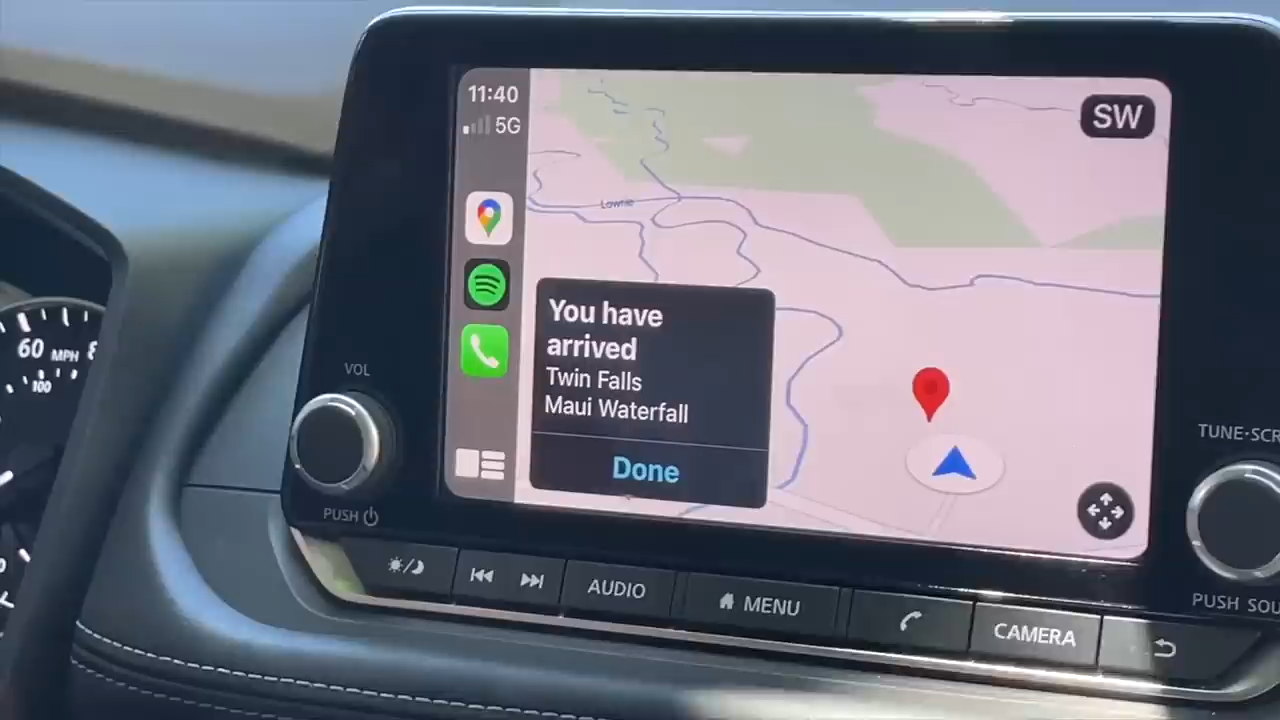 11:40
5G
SW
Lowrie
You have
arrived
Twin Falls
Maui Waterfall
Done
60 MPH
100
VOL
PUSH
AUDIO
MENU
CAMERA
TUNE·SCR
PUSH SOU